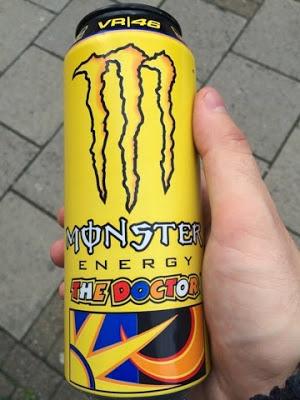 VR|46
MONSTER
ENERGY
THE DOCTOR